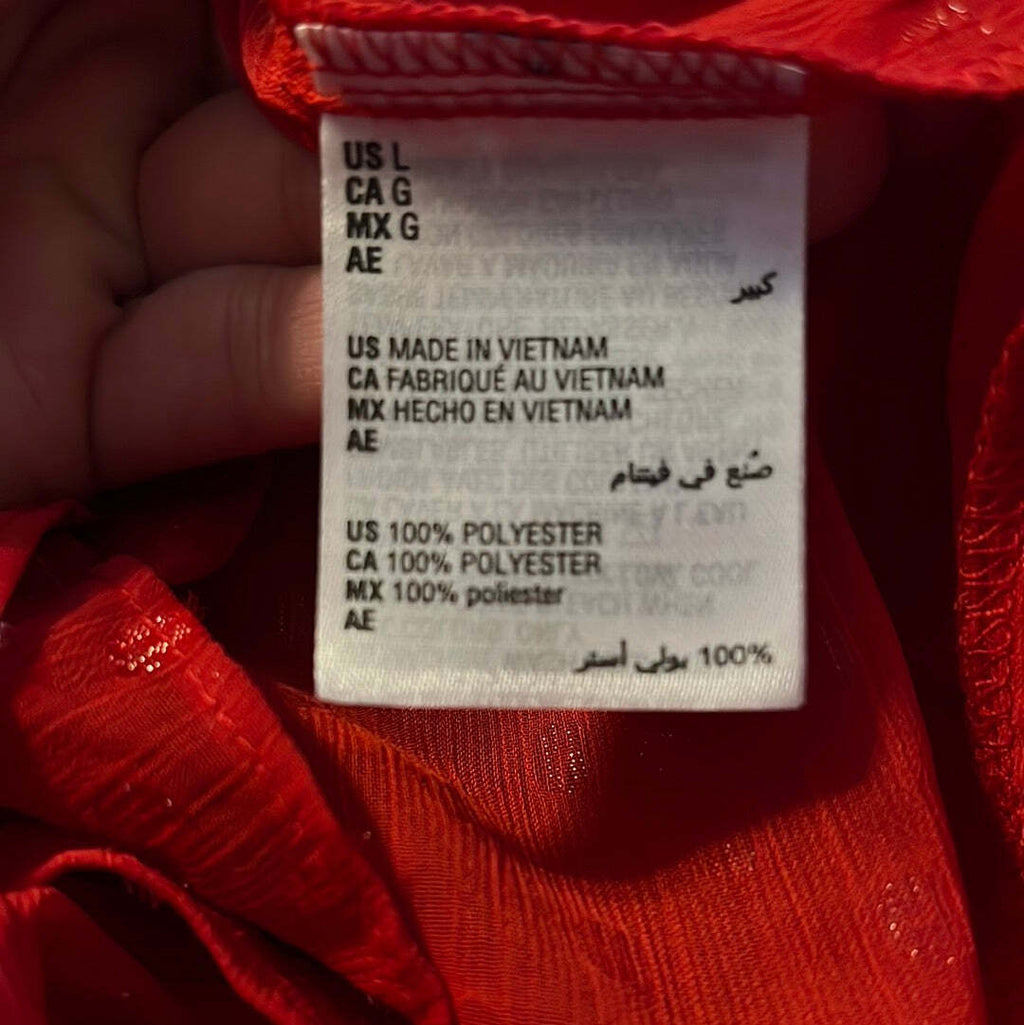 US L
CA G
MX G
AE
كبير
US MADE IN VIETNAM
CA FABRIQUÉ AU VIETNAM
MX HECHO EN VIETNAM
AE
صُنع في فيتنام
US 100% POLYESTER
CA 100% POLYESTER
MX 100% poliester
AE
100% بولي أستر